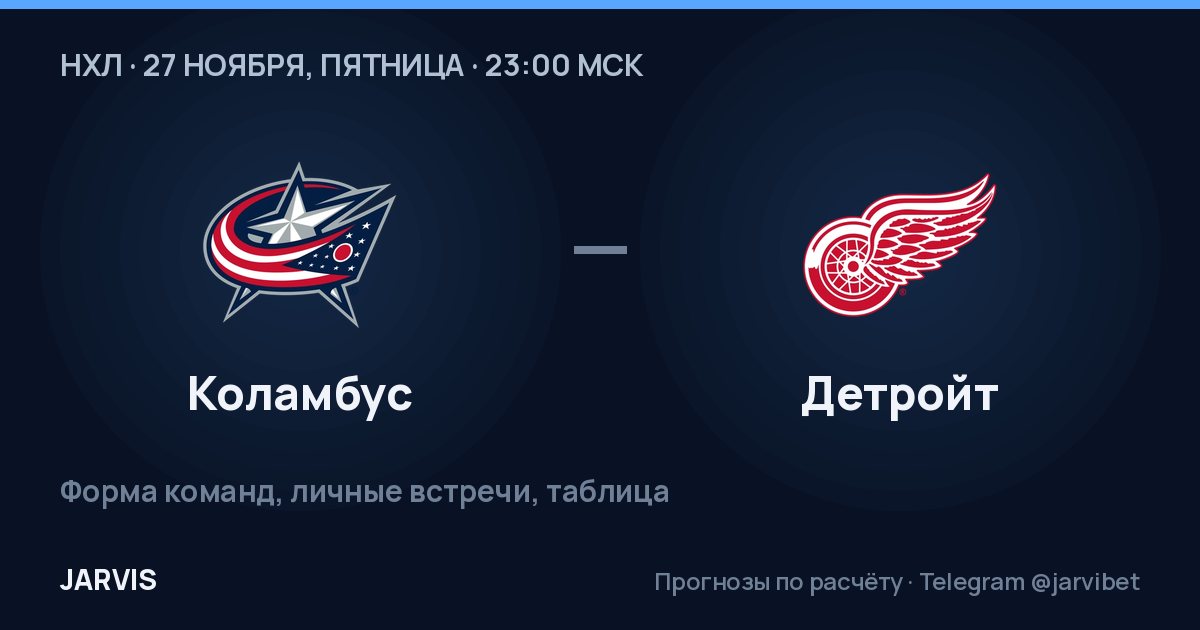 НХЛ · 27 НОЯБРЯ, ПЯТНИЦА · 23:00 МСК
—
Коламбус
Детройт
Форма команд, личные встречи, таблица
JARVIS
Прогнозы по расчёту · Telegram @jarvibet